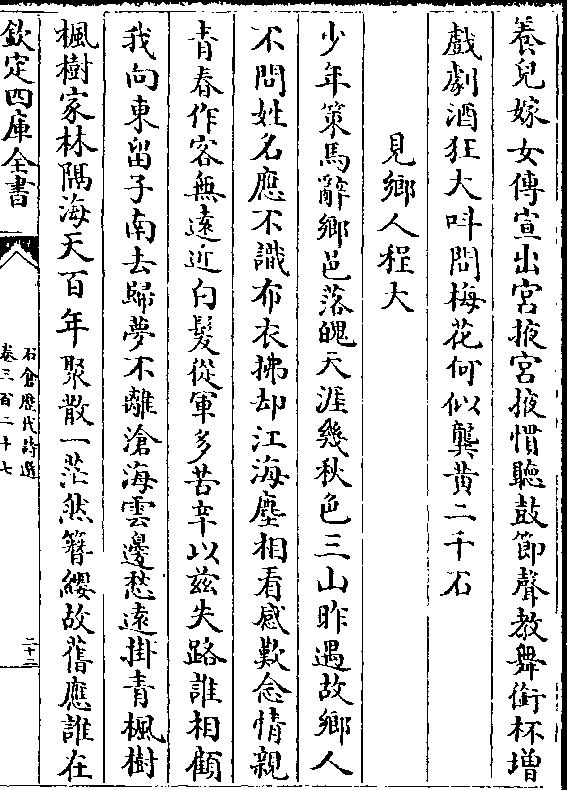 養兒嫁女傳宣出宮掖宮掖慣聽鼓節聲教舞銜杯増
戲劇酒狂大呌問梅花何似龔黄二千石
見鄉人程大
少年策馬辭鄉邑落魄天涯幾秋色三山昨遇故鄉人
不問姓名應不識布衣拂却江海塵相看感歎念情親
青春作客無遠近白髪從軍多苦辛以兹失路誰相顧
我向東留子南去歸夢不離滄海雲邊愁遠掛青楓樹
楓樹家林隅海天百年聚散一茫然簪纓故舊應誰在
欽定四庫全書
石倉歴代詩選
卷三百二十七
二十二